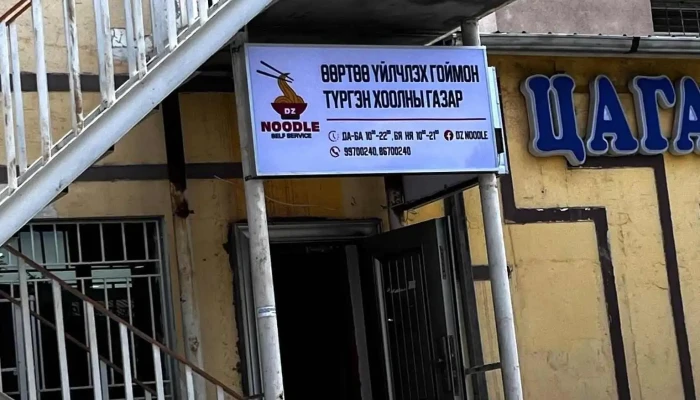 ӨӨРТӨӨ ҮЙЛЧЛЭХ ГОЙМОН
ТҮРГЭН ХООЛНЫ ГАЗАР
DZ
NOODLE
SELF SERVICE
ДА-БА 10⁰⁰-22⁰⁰, БЯ НЯ 10⁰⁰-21⁰⁰ DZ NOODLE
99700240, 86700240
ЦАГА